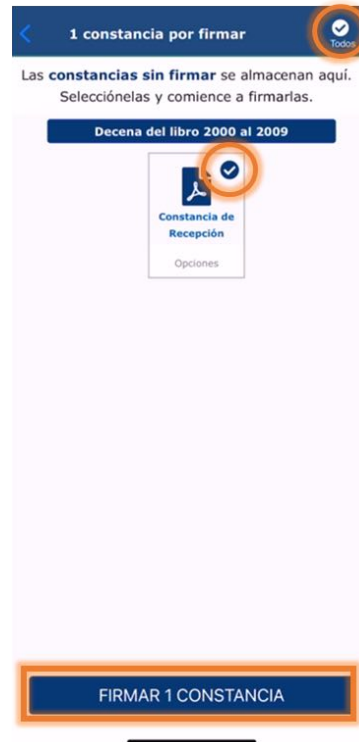 1 constancia por firmar
Todos
Las constancias sin firmar se almacenan aquí.
Selecciónelas y comience a firmarlas.
Decena del libro 2000 al 2009
Constancia de
Recepción
Opciones
FIRMAR 1 CONSTANCIA